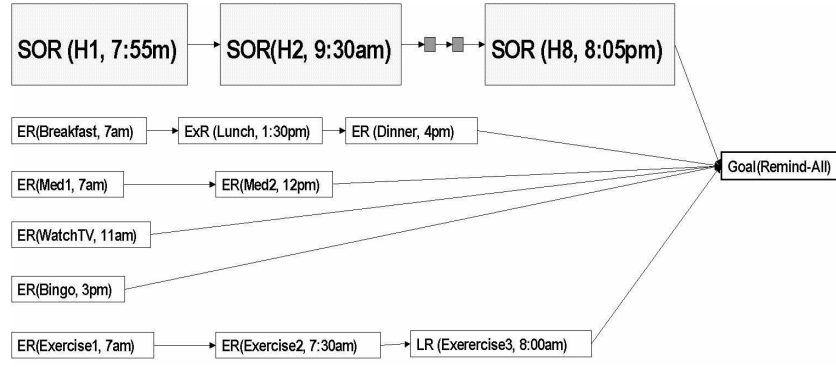 SOR (H1, 7:55m)
SOR(H2, 9:30am)
SOR (H8, 8:05pm)
ER(Breakfast, 7am)
ExR (Lunch, 1:30pm)
ER (Dinner, 4pm)
Goal(Remind-All)
ER(Med1, 7am)
ER(Med2, 12pm)
ER(WatchTV, 11am)
ER(Bingo, 3pm)
ER(Exercise1, 7am)
ER(Exercise2, 7:30am)
LR (Exerercise3, 8:00am)